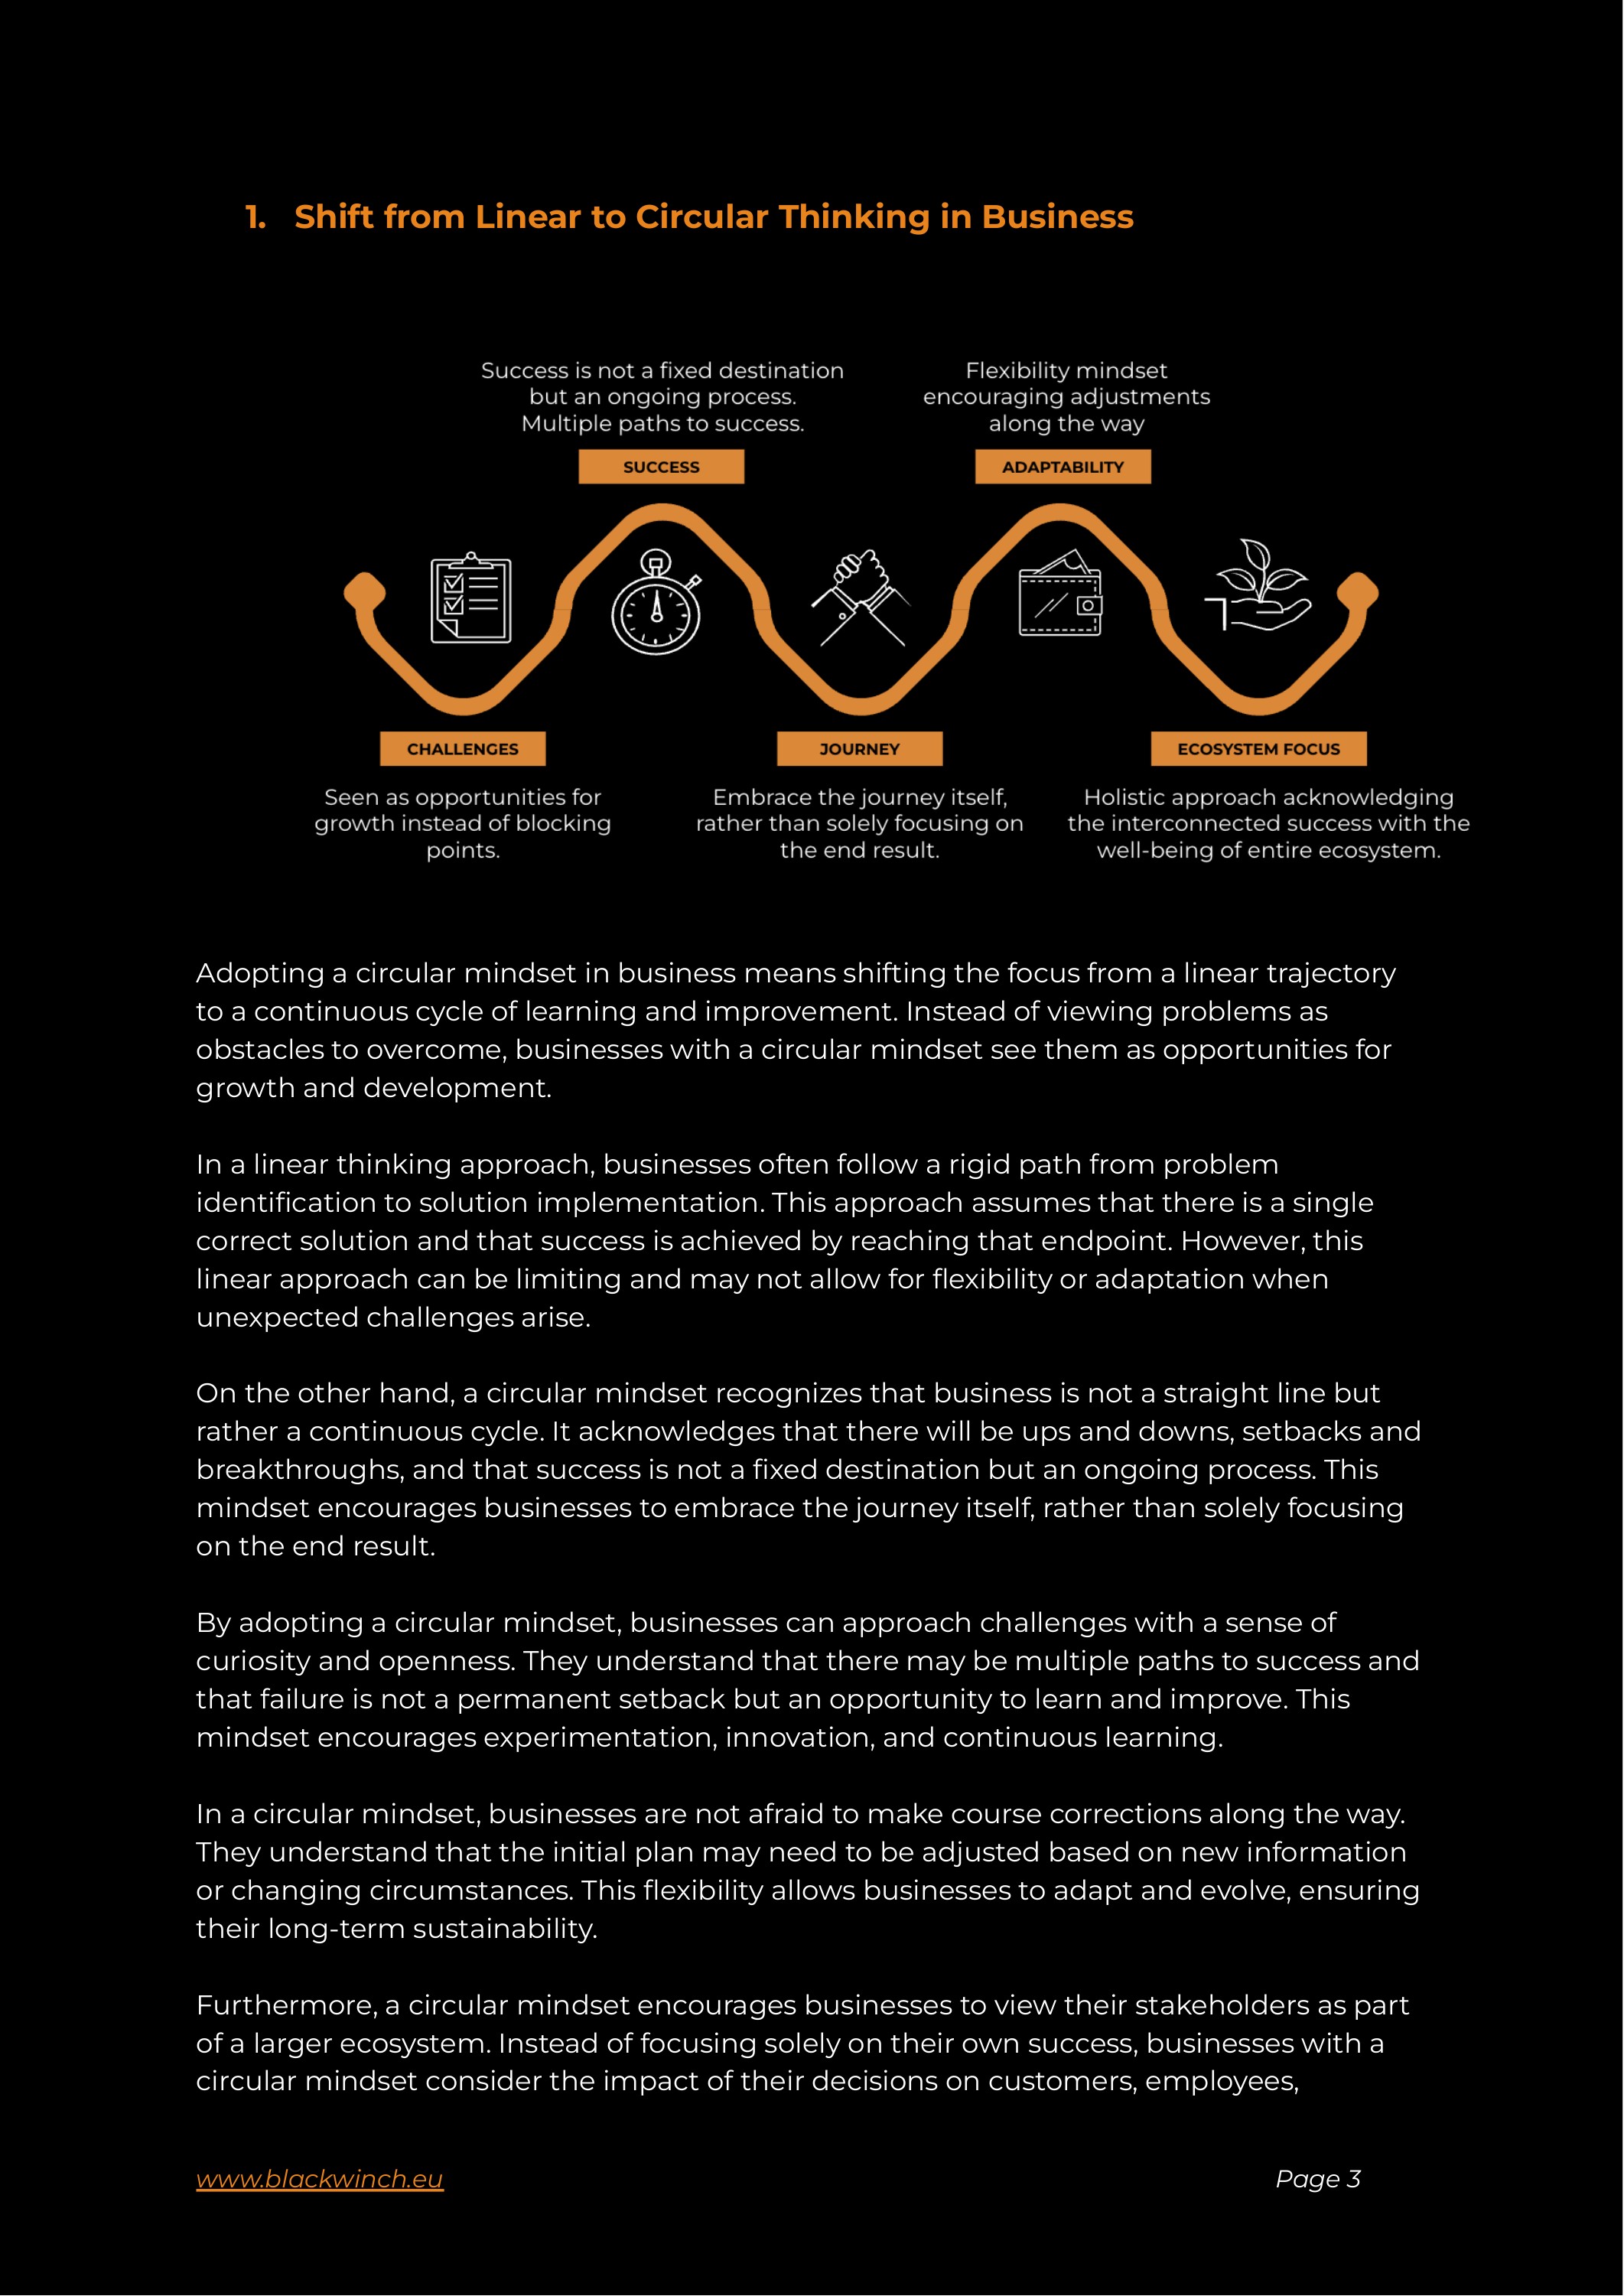 1. Shift from Linear to Circular Thinking in Business
Success is not a fixed destination
but an ongoing process.
Multiple paths to success.
Flexibility mindset
encouraging adjustments
along the way
SUCCESS
ADAPTABILITY
CHALLENGES
JOURNEY
ECOSYSTEM FOCUS
Seen as opportunities for
growth instead of blocking
points.
Embrace the journey itself,
rather than solely focusing on
the end result.
Holistic approach acknowledging
the interconnected success with the
well-being of entire ecosystem.
Adopting a circular mindset in business means shifting the focus from a linear trajectory
to a continuous cycle of learning and improvement. Instead of viewing problems as
obstacles to overcome, businesses with a circular mindset see them as opportunities for
growth and development.
In a linear thinking approach, businesses often follow a rigid path from problem
identification to solution implementation. This approach assumes that there is a single
correct solution and that success is achieved by reaching that endpoint. However, this
linear approach can be limiting and may not allow for flexibility or adaptation when
unexpected challenges arise.
On the other hand, a circular mindset recognizes that business is not a straight line but
rather a continuous cycle. It acknowledges that there will be ups and downs, setbacks and
breakthroughs, and that success is not a fixed destination but an ongoing process. This
mindset encourages businesses to embrace the journey itself, rather than solely focusing
on the end result.
By adopting a circular mindset, businesses can approach challenges with a sense of
curiosity and openness. They understand that there may be multiple paths to success and
that failure is not a permanent setback but an opportunity to learn and improve. This
mindset encourages experimentation, innovation, and continuous learning.
In a circular mindset, businesses are not afraid to make course corrections along the way.
They understand that the initial plan may need to be adjusted based on new information
or changing circumstances. This flexibility allows businesses to adapt and evolve, ensuring
their long-term sustainability.
Furthermore, a circular mindset encourages businesses to view their stakeholders as part
of a larger ecosystem. Instead of focusing solely on their own success, businesses with a
circular mindset consider the impact of their decisions on customers, employees,
www.blackwinch.eu
Page 3